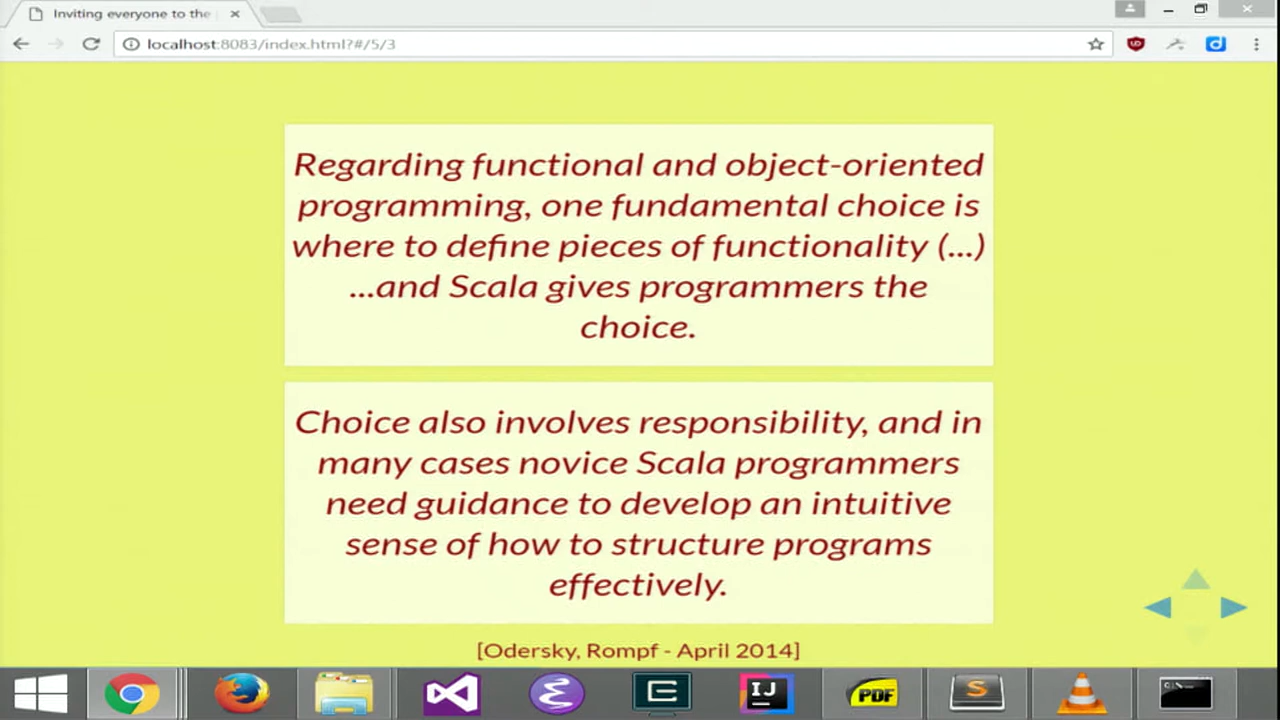 Inviting everyone to the
localhost:8083/index.html?#/5/3
Regarding functional and object-oriented
programming, one fundamental choice is
where to define pieces of functionality (...)
...and Scala gives programmers the
choice.
Choice also involves responsibility, and in
many cases novice Scala programmers
need guidance to develop an intuitive
sense of how to structure programs
effectively.
[Odersky, Rompf - April 2014]
IJ
PDF
S